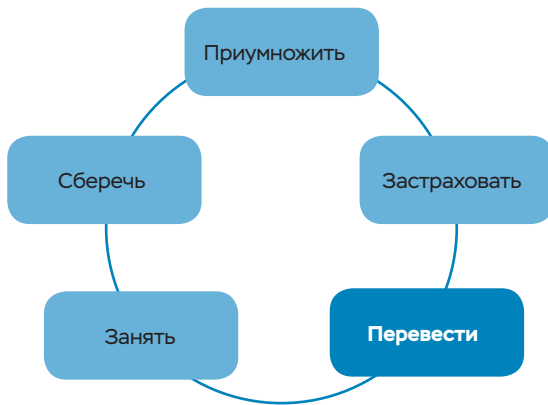 Приумножить
Сберечь
Застраховать
Занять
Перевести